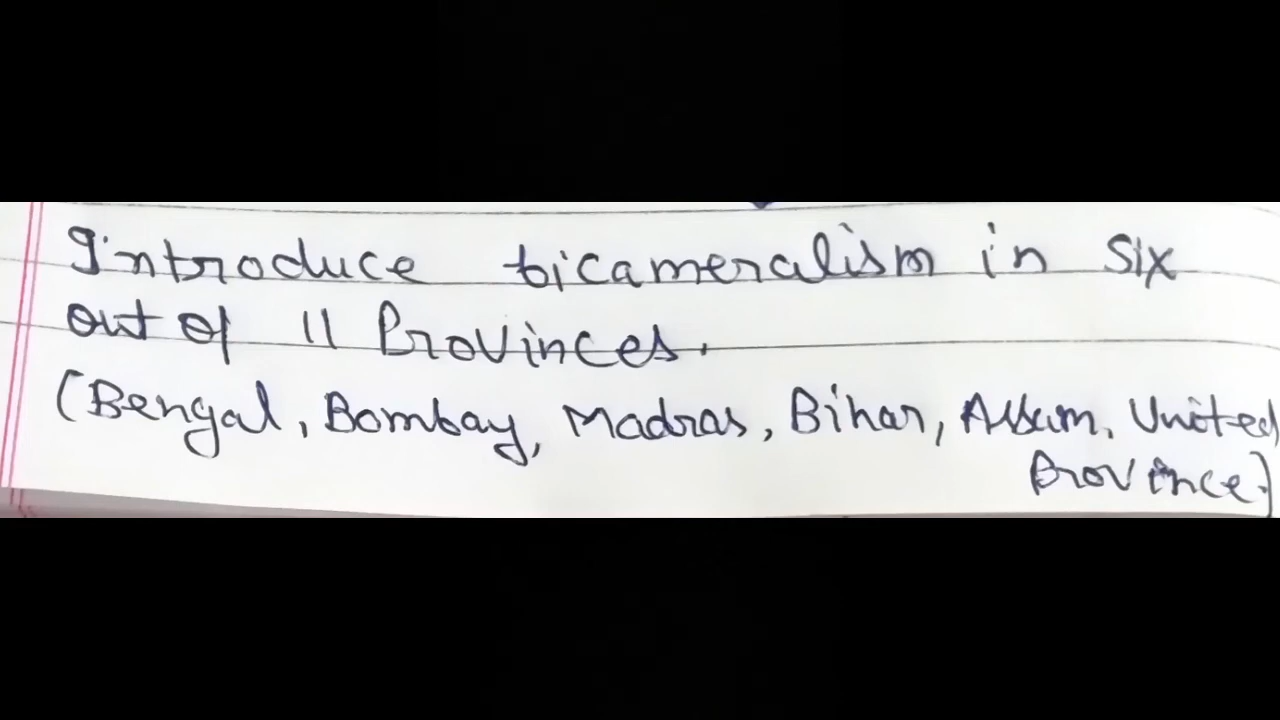 Introduce bicameralism in Six
out of 11 Provinces.
(Bengal, Bombay, Madras, Bihar, Assam, United
Province.)